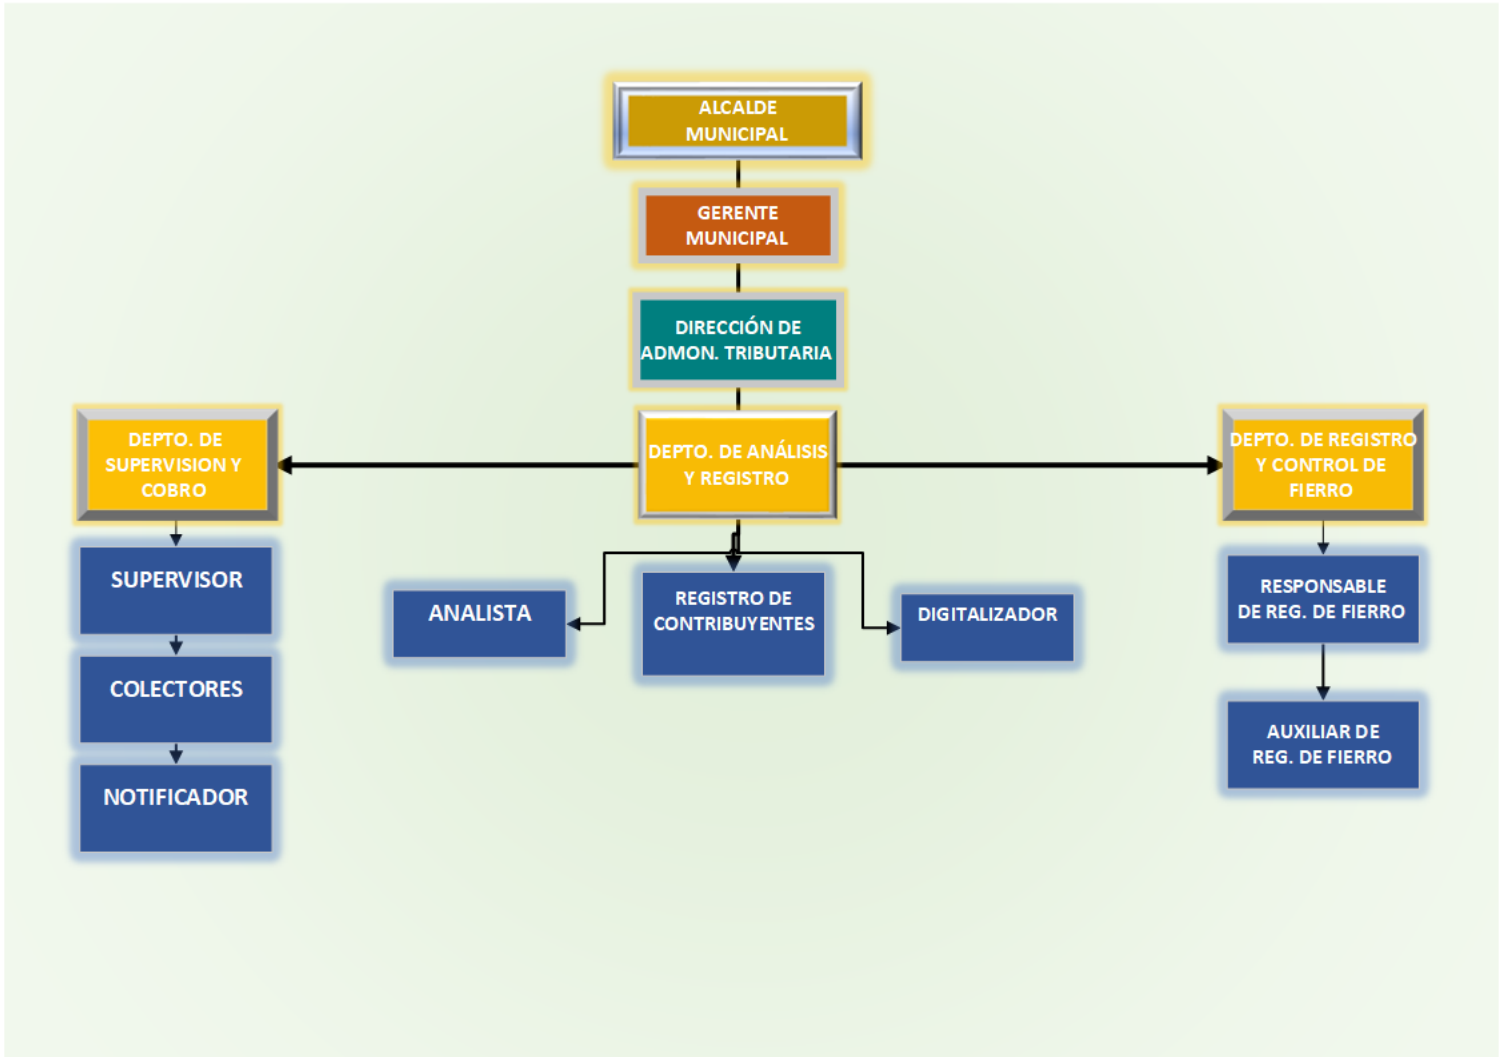 ALCALDE
MUNICIPAL
GERENTE
MUNICIPAL
DIRECCIÓN DE
ADMON. TRIBUTARIA
DEPTO. DE
SUPERVISION Y
COBRO
DEPTO. DE ANÁLISIS
Y REGISTRO
DEPTO. DE REGISTRO
Y CONTROL DE
FIERRO
SUPERVISOR
COLECTORES
NOTIFICADOR
ANALISTA
REGISTRO DE
CONTRIBUYENTES
DIGITALIZADOR
RESPONSABLE
DE REG. DE FIERRO
AUXILIAR DE
REG. DE FIERRO